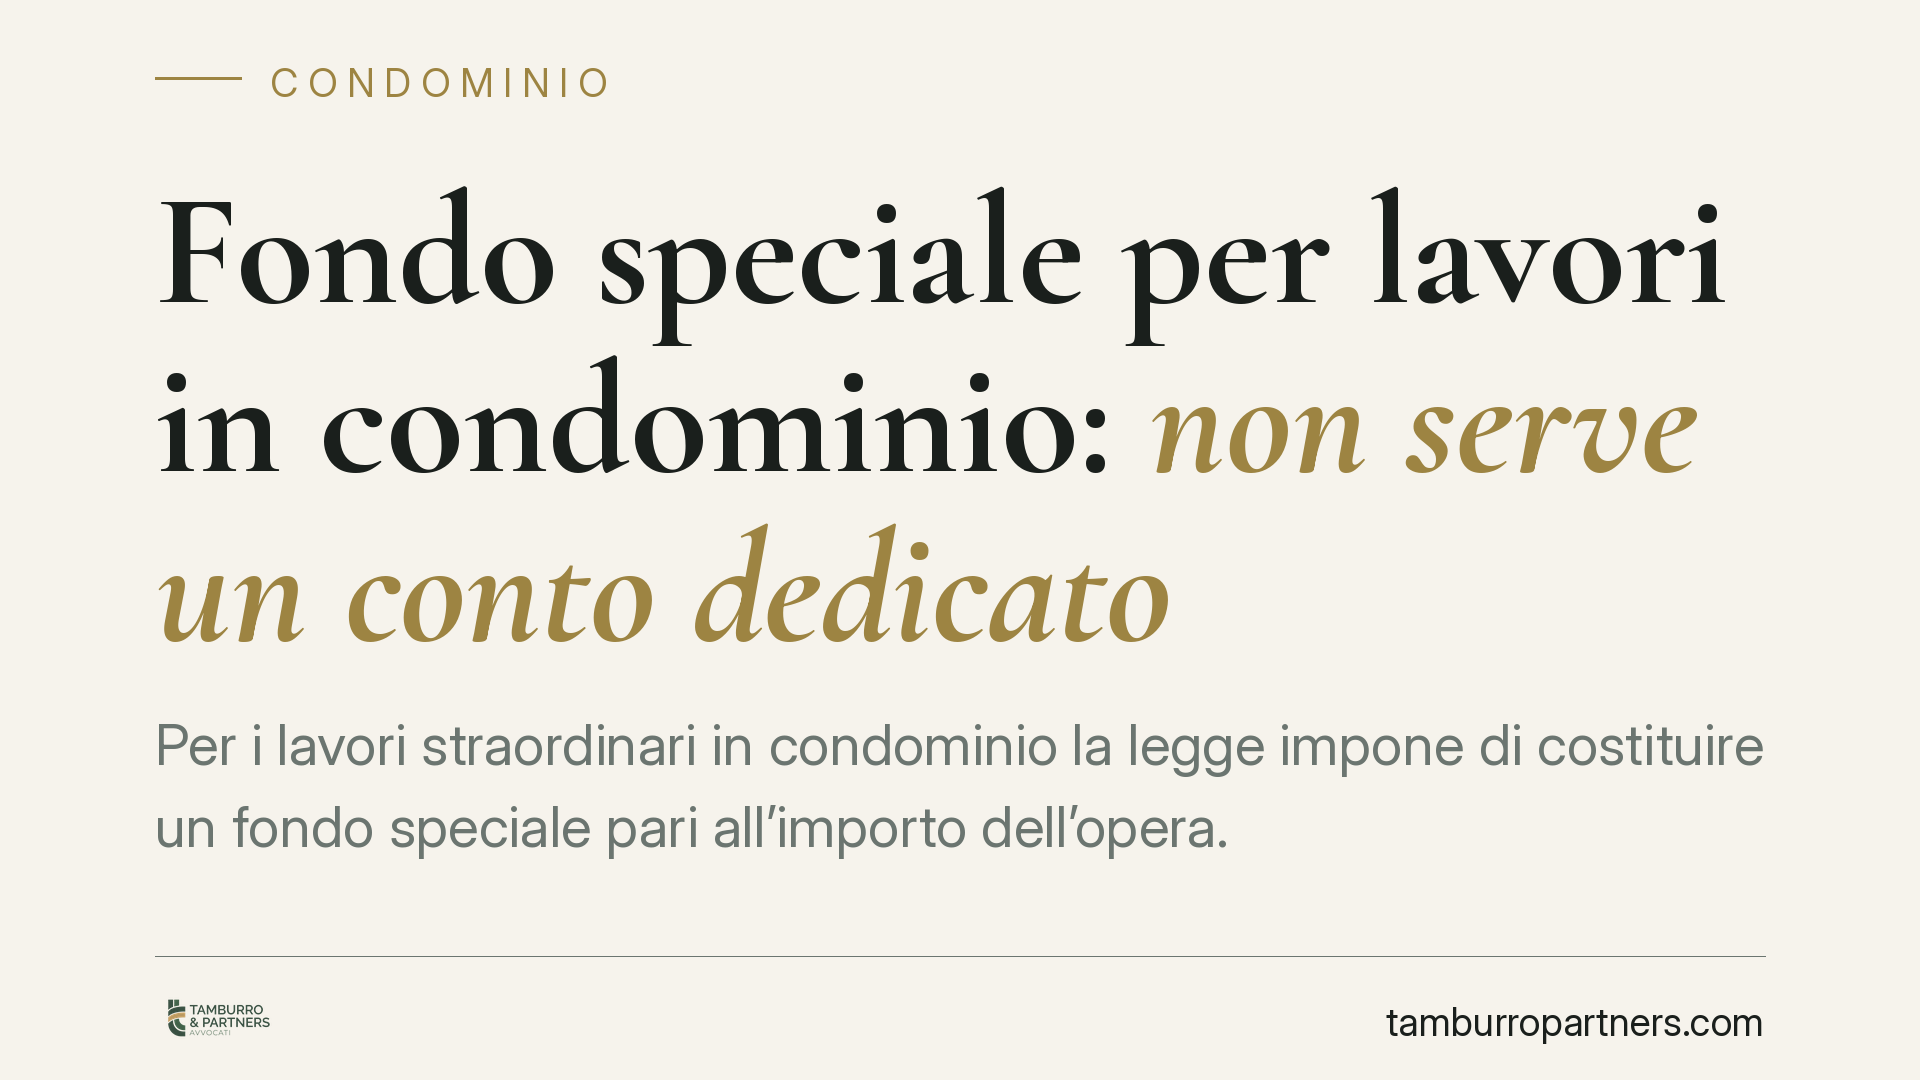 CONDOMINIO
Fondo speciale per lavori
in condominio: non serve
un conto dedicato
Per i lavori straordinari in condominio la legge impone di costituire
un fondo speciale pari all’importo dell’opera.
TAMBURRO
& PARTNERS
AVVOCATI
tamburropartners.com